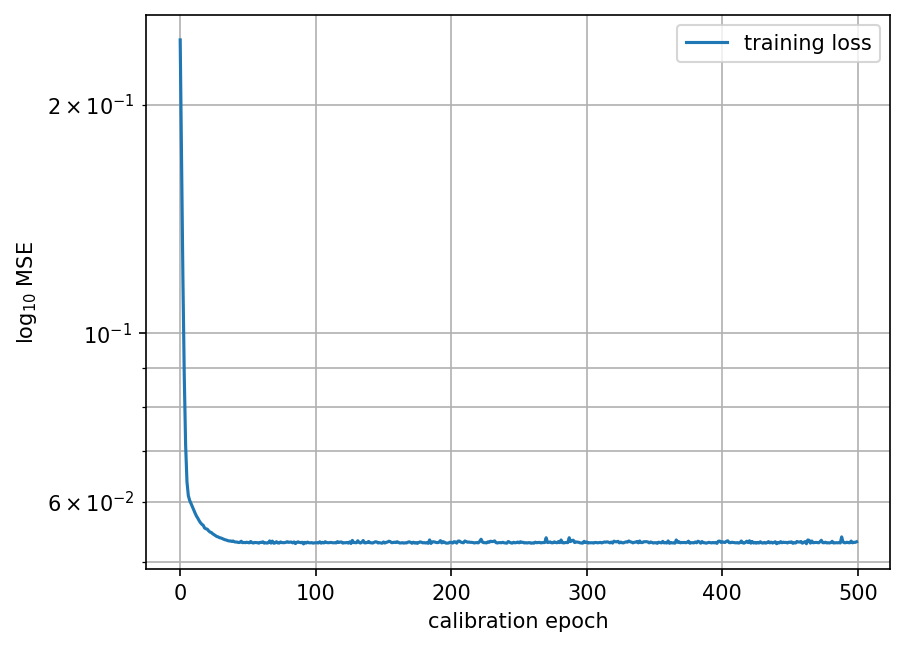 training loss
2 × 10⁻¹
10⁻¹
6 × 10⁻²
log₁₀ MSE
0 100 200 300 400 500
calibration epoch